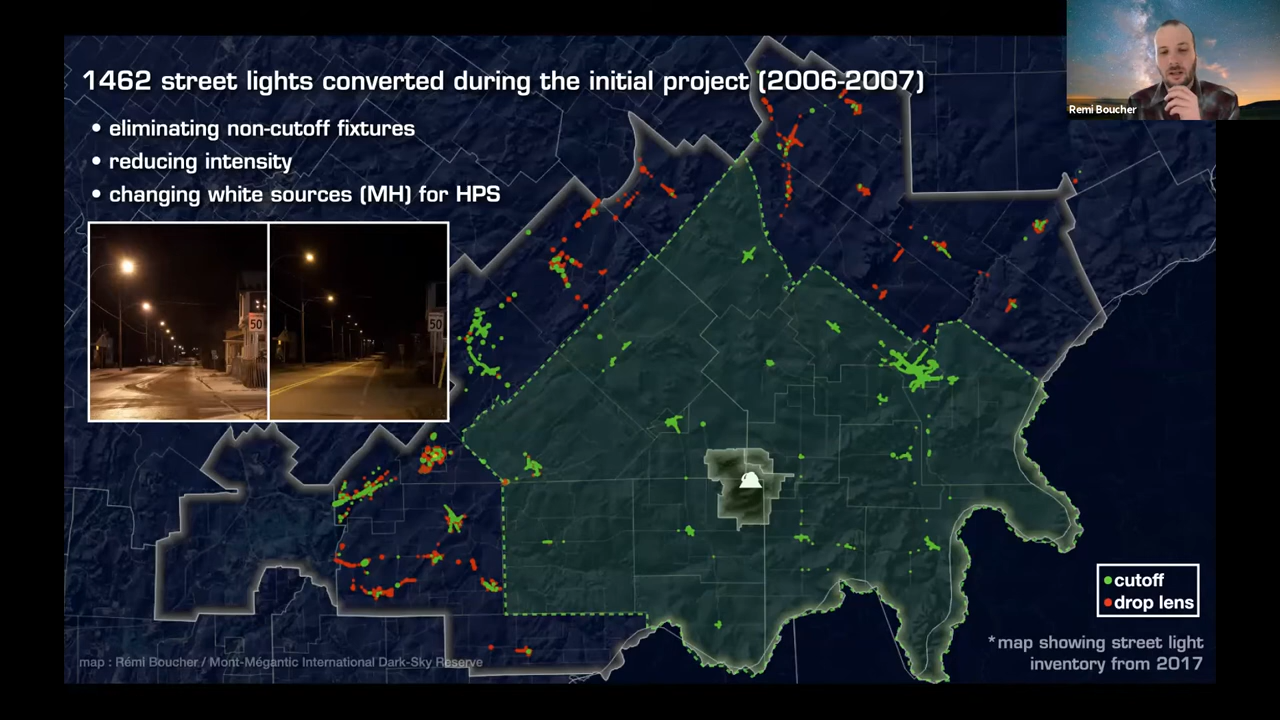 1462 street lights converted during the initial project (2006-2007)
• eliminating non-cutoff fixtures
• reducing intensity
• changing white sources (MH) for HPS
Remi Boucher
50
50
cutoff
drop lens
*map showing street light
inventory from 2017
map : Rémi Boucher / Mont-Mégantic International Dark-Sky Reserve